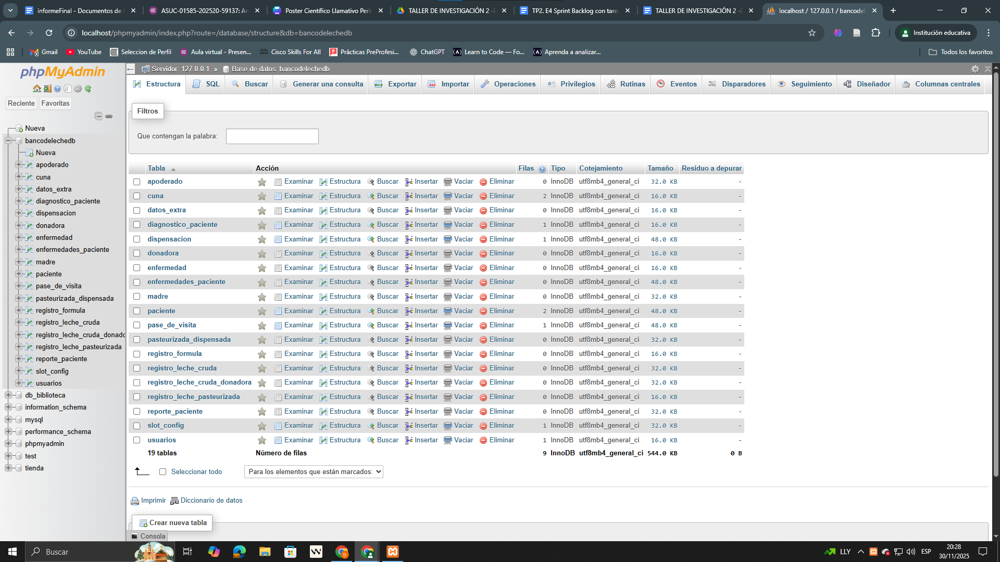 informeFinal - Documentos de
ASUC-01585-202520-59137: A
Poster Científico Llamativo Peri
TALLER DE INVESTIGACIÓN 2 -
TP2. E4 Sprint Backlog con tare
TALLER DE INVESTIGACIÓN 2 -
localhost / 127.0.0.1 / bancodel
localhost/phpmyadmin/index.php?route=/database/structure&db=bancodelechedb
Institución educativa
Gmail YouTube Seleccion de Perfil Aula virtual - Presen... Cisco Skills For All Prácticas PreProfesi... ChatGPT Learn to Code — Fo... Aprenda a analizar... Todos los favoritos
phpMyAdmin
Reciente Favoritas
Nueva
bancodelechedb
Nueva
apoderado
cuna
datos_extra
diagnostico_paciente
dispensacion
donadora
enfermedad
enfermedades_paciente
madre
paciente
pase_de_visita
pasteurizada_dispensada
registro_formula
registro_leche_cruda
registro_leche_cruda_donado
registro_leche_pasteurizada
reporte_paciente
slot_config
usuarios
db_biblioteca
information_schema
mysql
performance_schema
phpmyadmin
test
tienda
Servidor: 127.0.0.1 » Base de datos: bancodelechedb
Estructura SQL Buscar Generar una consulta Exportar Importar Operaciones Privilegios Rutinas Eventos Disparadores Seguimiento Diseñador Columnas centrales
Filtros
Que contengan la palabra:
Tabla Acción Filas Tipo Cotejamiento Tamaño Residuo a depurar
apoderado Examinar Estructura Buscar Insertar Vaciar Eliminar 0 InnoDB utf8mb4_general_ci 32.0 KB -
cuna Examinar Estructura Buscar Insertar Vaciar Eliminar 2 InnoDB utf8mb4_general_ci 16.0 KB -
datos_extra Examinar Estructura Buscar Insertar Vaciar Eliminar 0 InnoDB utf8mb4_general_ci 16.0 KB -
diagnostico_paciente Examinar Estructura Buscar Insertar Vaciar Eliminar 1 InnoDB utf8mb4_general_ci 16.0 KB -
dispensacion Examinar Estructura Buscar Insertar Vaciar Eliminar 1 InnoDB utf8mb4_general_ci 48.0 KB -
donadora Examinar Estructura Buscar Insertar Vaciar Eliminar 0 InnoDB utf8mb4_general_ci 16.0 KB -
enfermedad Examinar Estructura Buscar Insertar Vaciar Eliminar 0 InnoDB utf8mb4_general_ci 16.0 KB -
enfermedades_paciente Examinar Estructura Buscar Insertar Vaciar Eliminar 0 InnoDB utf8mb4_general_ci 48.0 KB -
madre Examinar Estructura Buscar Insertar Vaciar Eliminar 0 InnoDB utf8mb4_general_ci 32.0 KB -
paciente Examinar Estructura Buscar Insertar Vaciar Eliminar 2 InnoDB utf8mb4_general_ci 48.0 KB -
pase_de_visita Examinar Estructura Buscar Insertar Vaciar Eliminar 1 InnoDB utf8mb4_general_ci 48.0 KB -
pasteurizada_dispensada Examinar Estructura Buscar Insertar Vaciar Eliminar 0 InnoDB utf8mb4_general_ci 32.0 KB -
registro_formula Examinar Estructura Buscar Insertar Vaciar Eliminar 0 InnoDB utf8mb4_general_ci 16.0 KB -
registro_leche_cruda Examinar Estructura Buscar Insertar Vaciar Eliminar 0 InnoDB utf8mb4_general_ci 32.0 KB -
registro_leche_cruda_donadora Examinar Estructura Buscar Insertar Vaciar Eliminar 0 InnoDB utf8mb4_general_ci 32.0 KB -
registro_leche_pasteurizada Examinar Estructura Buscar Insertar Vaciar Eliminar 0 InnoDB utf8mb4_general_ci 16.0 KB -
reporte_paciente Examinar Estructura Buscar Insertar Vaciar Eliminar 0 InnoDB utf8mb4_general_ci 32.0 KB -
slot_config Examinar Estructura Buscar Insertar Vaciar Eliminar 1 InnoDB utf8mb4_general_ci 32.0 KB -
usuarios Examinar Estructura Buscar Insertar Vaciar Eliminar 1 InnoDB utf8mb4_general_ci 16.0 KB -
19 tablas Número de filas 9 InnoDB utf8mb4_general_ci 544.0 KB 0 B
Seleccionar todo Para los elementos que están marcados:
Imprimir Diccionario de datos
Crear nueva tabla
Consola
Buscar
LLY ESP 20:28
30/11/2025